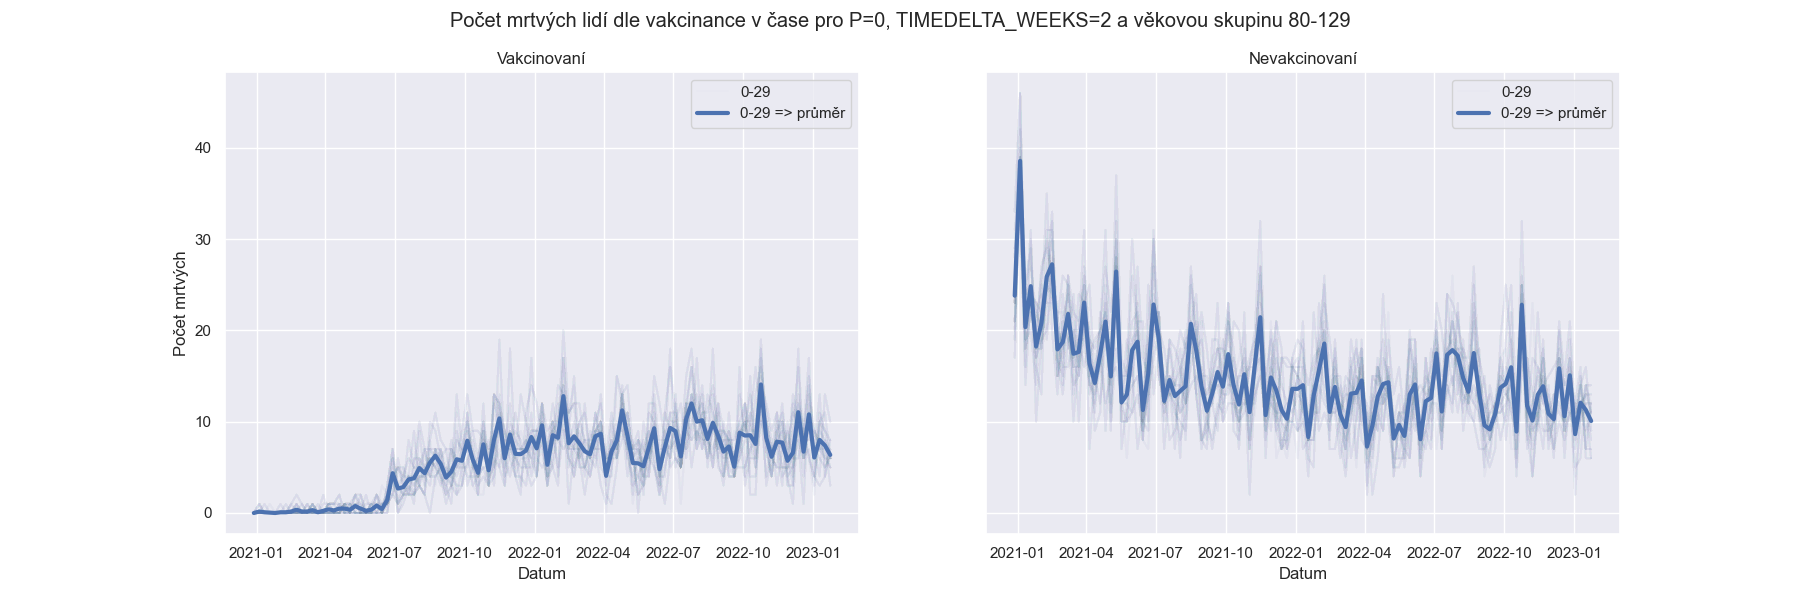 Počet mrtvých lidí dle vakcinance v čase pro P=0, TIMEDELTA_WEEKS=2 a věkovou skupinu 80-129
Vakcinovaní
0-29
0-29 => průměr
Počet mrtvých
40
30
20
10
0
2021-01 2021-04 2021-07 2021-10 2022-01 2022-04 2022-07 2022-10 2023-01
Datum
Nevakcinovaní
0-29
0-29 => průměr
2021-01 2021-04 2021-07 2021-10 2022-01 2022-04 2022-07 2022-10 2023-01
Datum